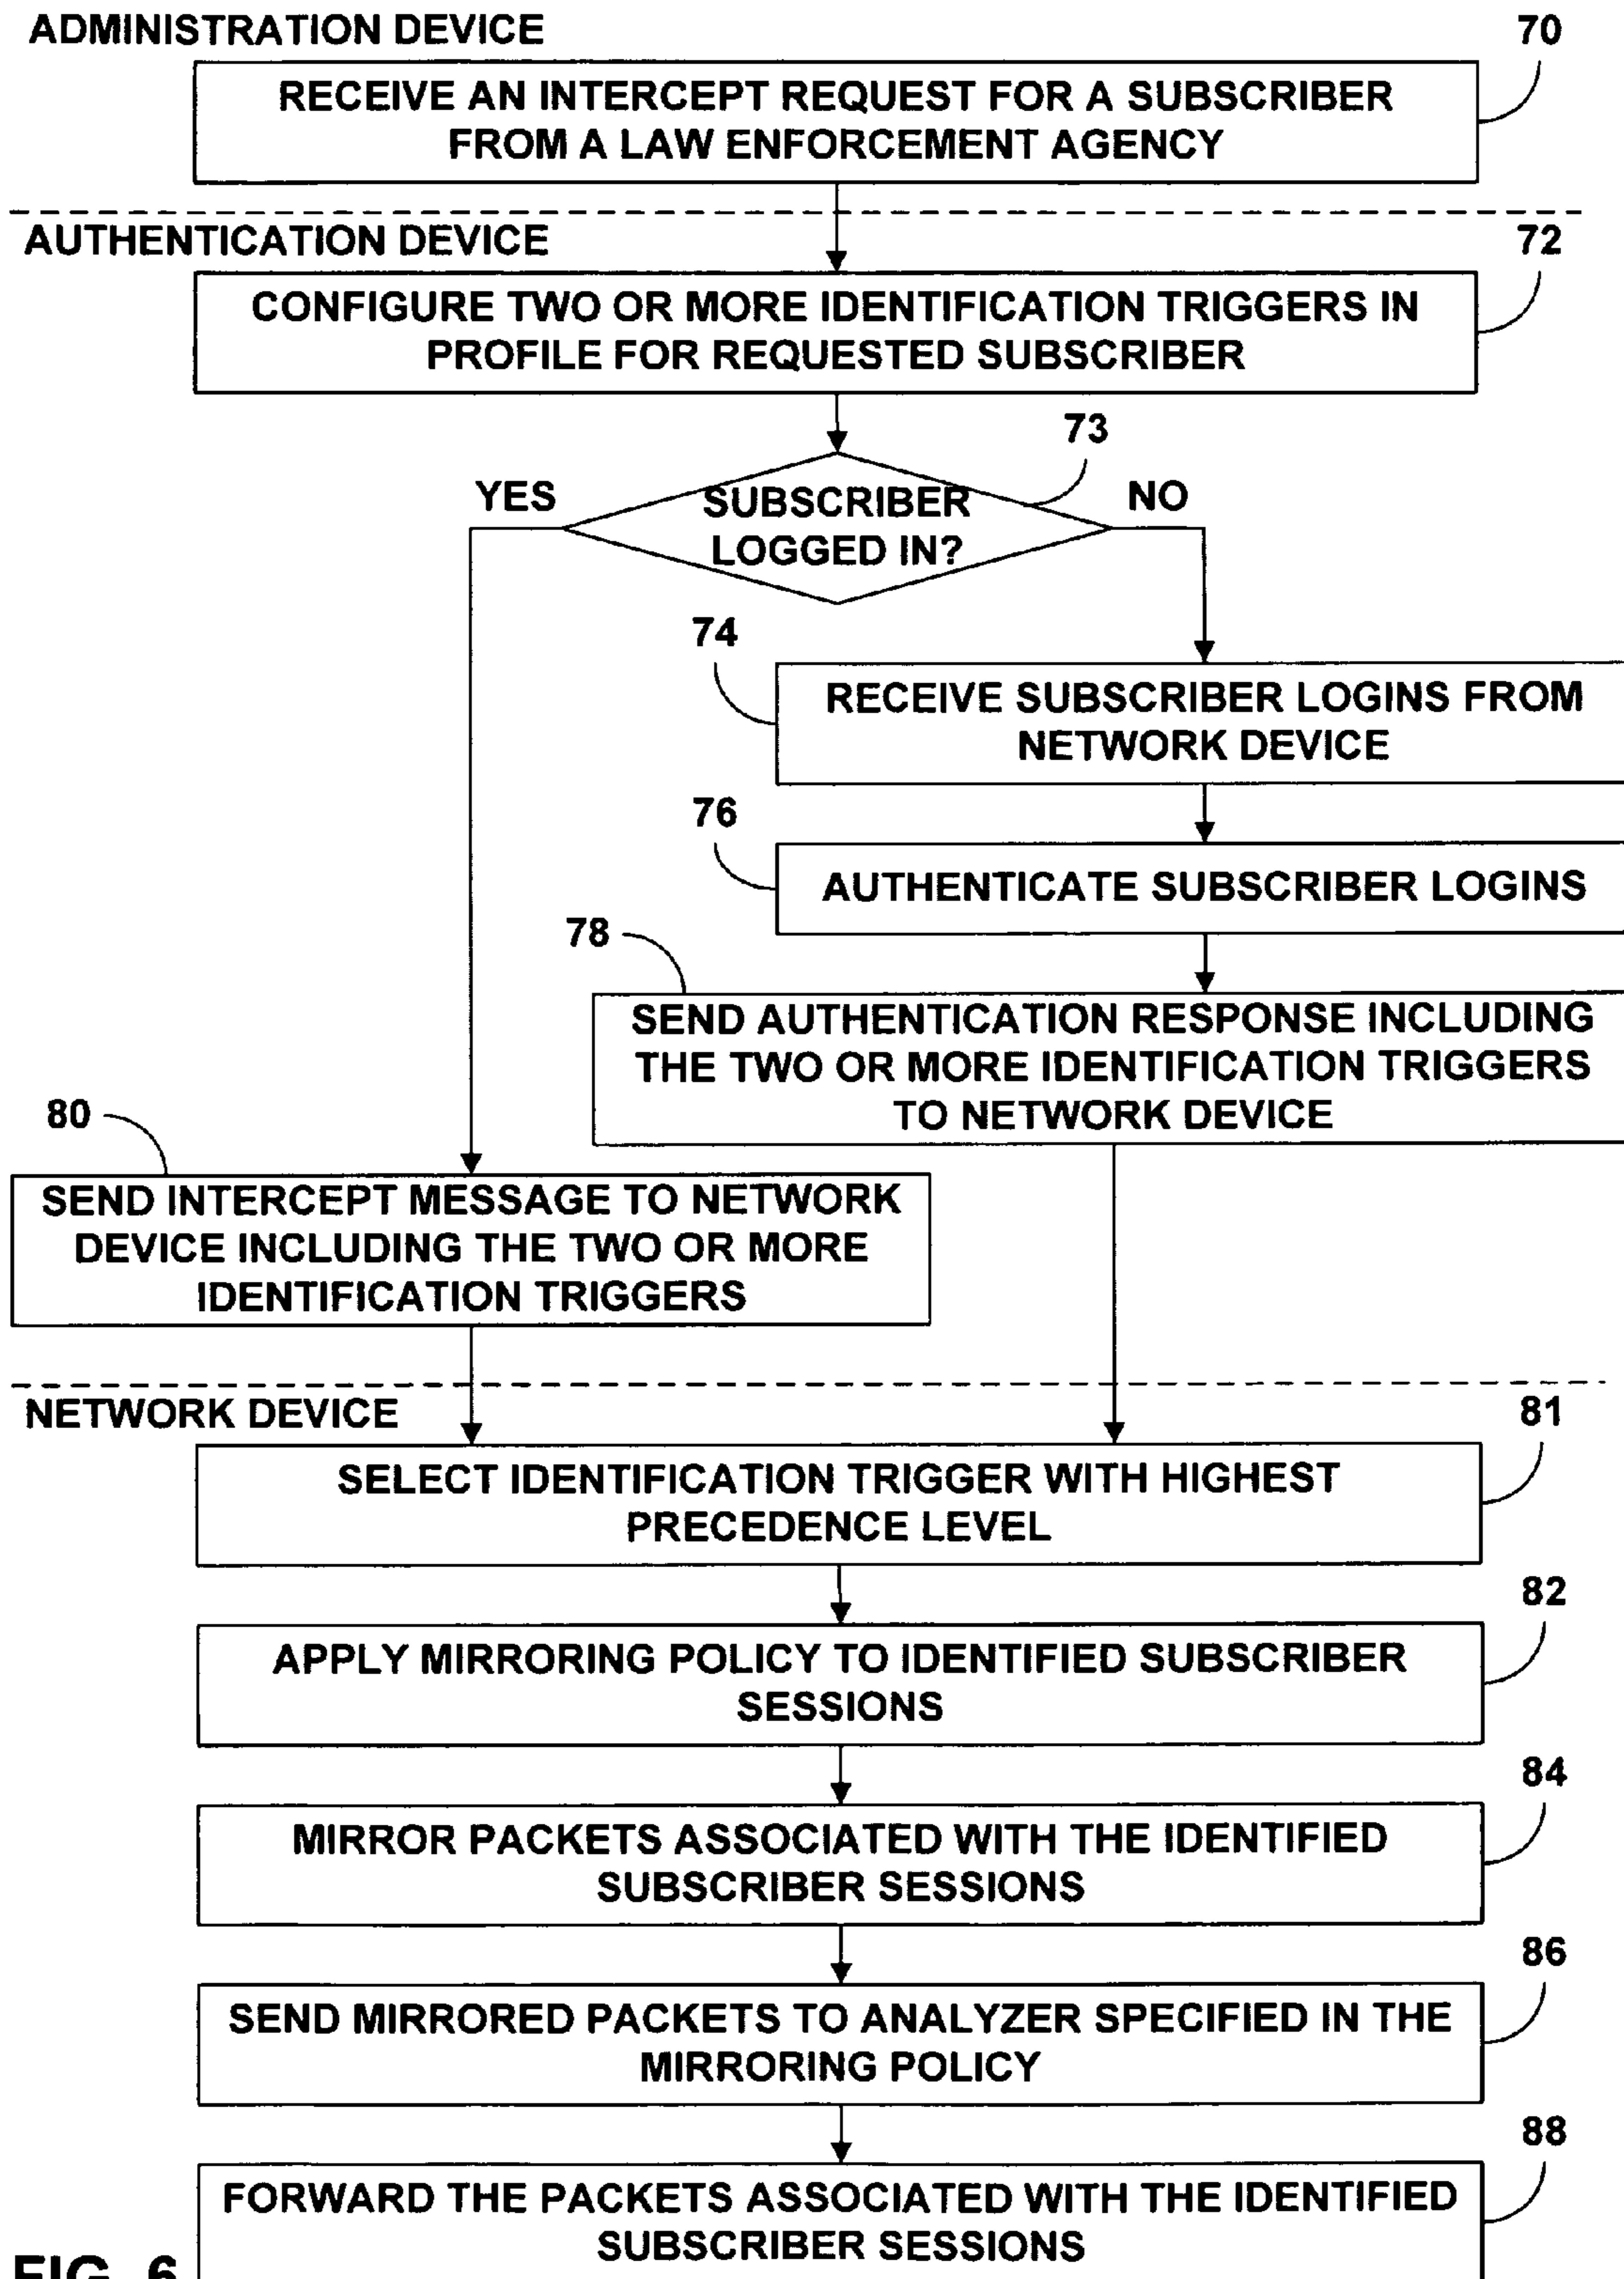 ADMINISTRATION DEVICE
70
RECEIVE AN INTERCEPT REQUEST FOR A SUBSCRIBER
FROM A LAW ENFORCEMENT AGENCY
AUTHENTICATION DEVICE
72
CONFIGURE TWO OR MORE IDENTIFICATION TRIGGERS IN
PROFILE FOR REQUESTED SUBSCRIBER
73
YES
SUBSCRIBER
LOGGED IN?
NO
74
RECEIVE SUBSCRIBER LOGINS FROM
NETWORK DEVICE
76
AUTHENTICATE SUBSCRIBER LOGINS
78
SEND AUTHENTICATION RESPONSE INCLUDING
THE TWO OR MORE IDENTIFICATION TRIGGERS
TO NETWORK DEVICE
80
SEND INTERCEPT MESSAGE TO NETWORK
DEVICE INCLUDING THE TWO OR MORE
IDENTIFICATION TRIGGERS
NETWORK DEVICE
81
SELECT IDENTIFICATION TRIGGER WITH HIGHEST
PRECEDENCE LEVEL
82
APPLY MIRRORING POLICY TO IDENTIFIED SUBSCRIBER
SESSIONS
84
MIRROR PACKETS ASSOCIATED WITH THE IDENTIFIED
SUBSCRIBER SESSIONS
86
SEND MIRRORED PACKETS TO ANALYZER SPECIFIED IN THE
MIRRORING POLICY
88
FORWARD THE PACKETS ASSOCIATED WITH THE IDENTIFIED
SUBSCRIBER SESSIONS
FIG. 6